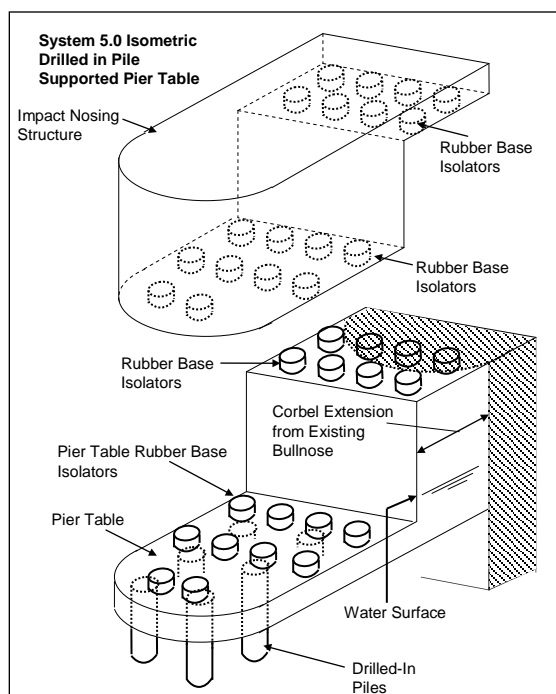 System 5.0 Isometric
Drilled in Pile
Supported Pier Table
Impact Nosing
Structure
Rubber Base
Isolators
Rubber Base
Isolators
Rubber Base
Isolators
Corbel Extension
from Existing
Bullnose
Pier Table Rubber Base
Isolators
Pier Table
Water Surface
Drilled-In
Piles